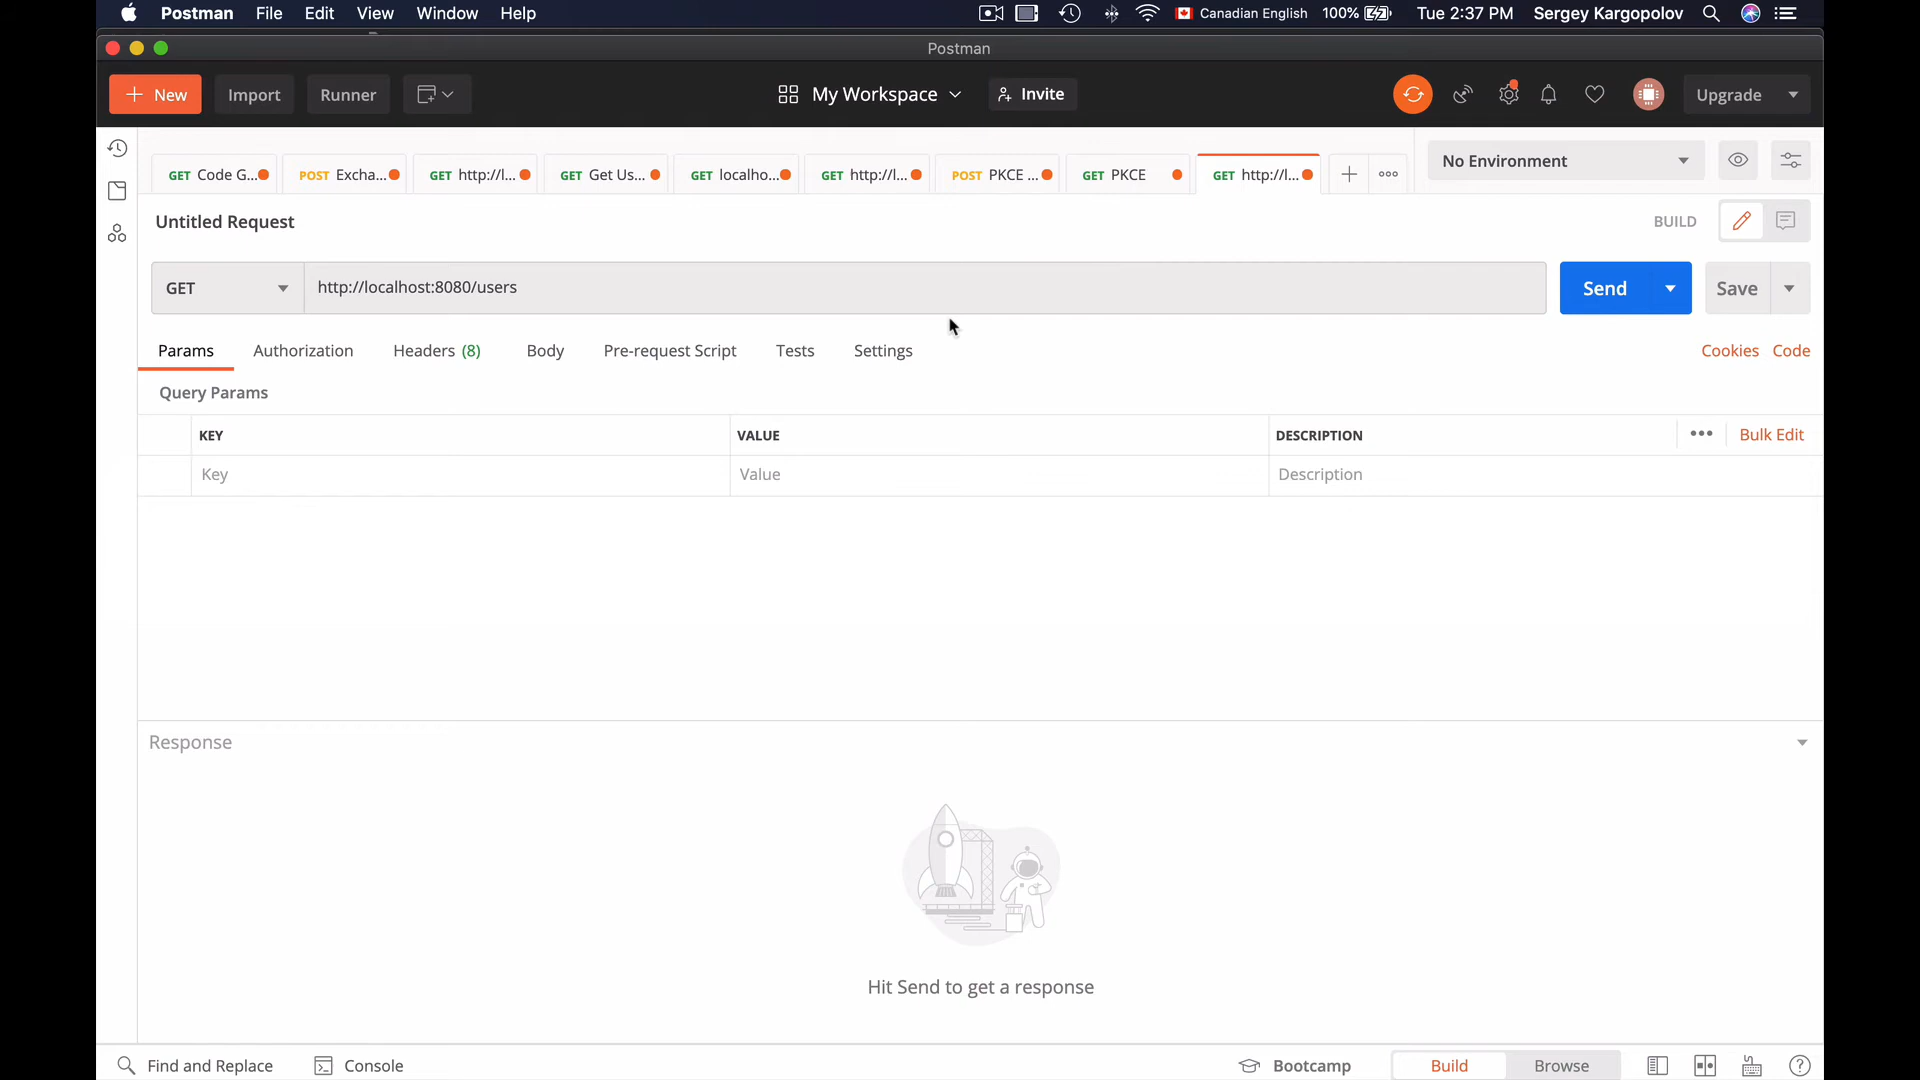 Postman File Edit View Window Help Canadian English 100% Tue 2:37 PM Sergey Kargopolov
Postman
New Import Runner My Workspace Invite Upgrade
GET Code G... POST Excha... GET http://l... GET Get Us... GET localho... GET http://l... POST PKCE ... GET PKCE GET http://l... No Environment
Untitled Request BUILD
GET http://localhost:8080/users Send Save
Params Authorization Headers (8) Body Pre-request Script Tests Settings Cookies Code
Query Params
KEY VALUE DESCRIPTION Bulk Edit
Key Value Description
Response
Hit Send to get a response
Find and Replace Console Bootcamp Build Browse